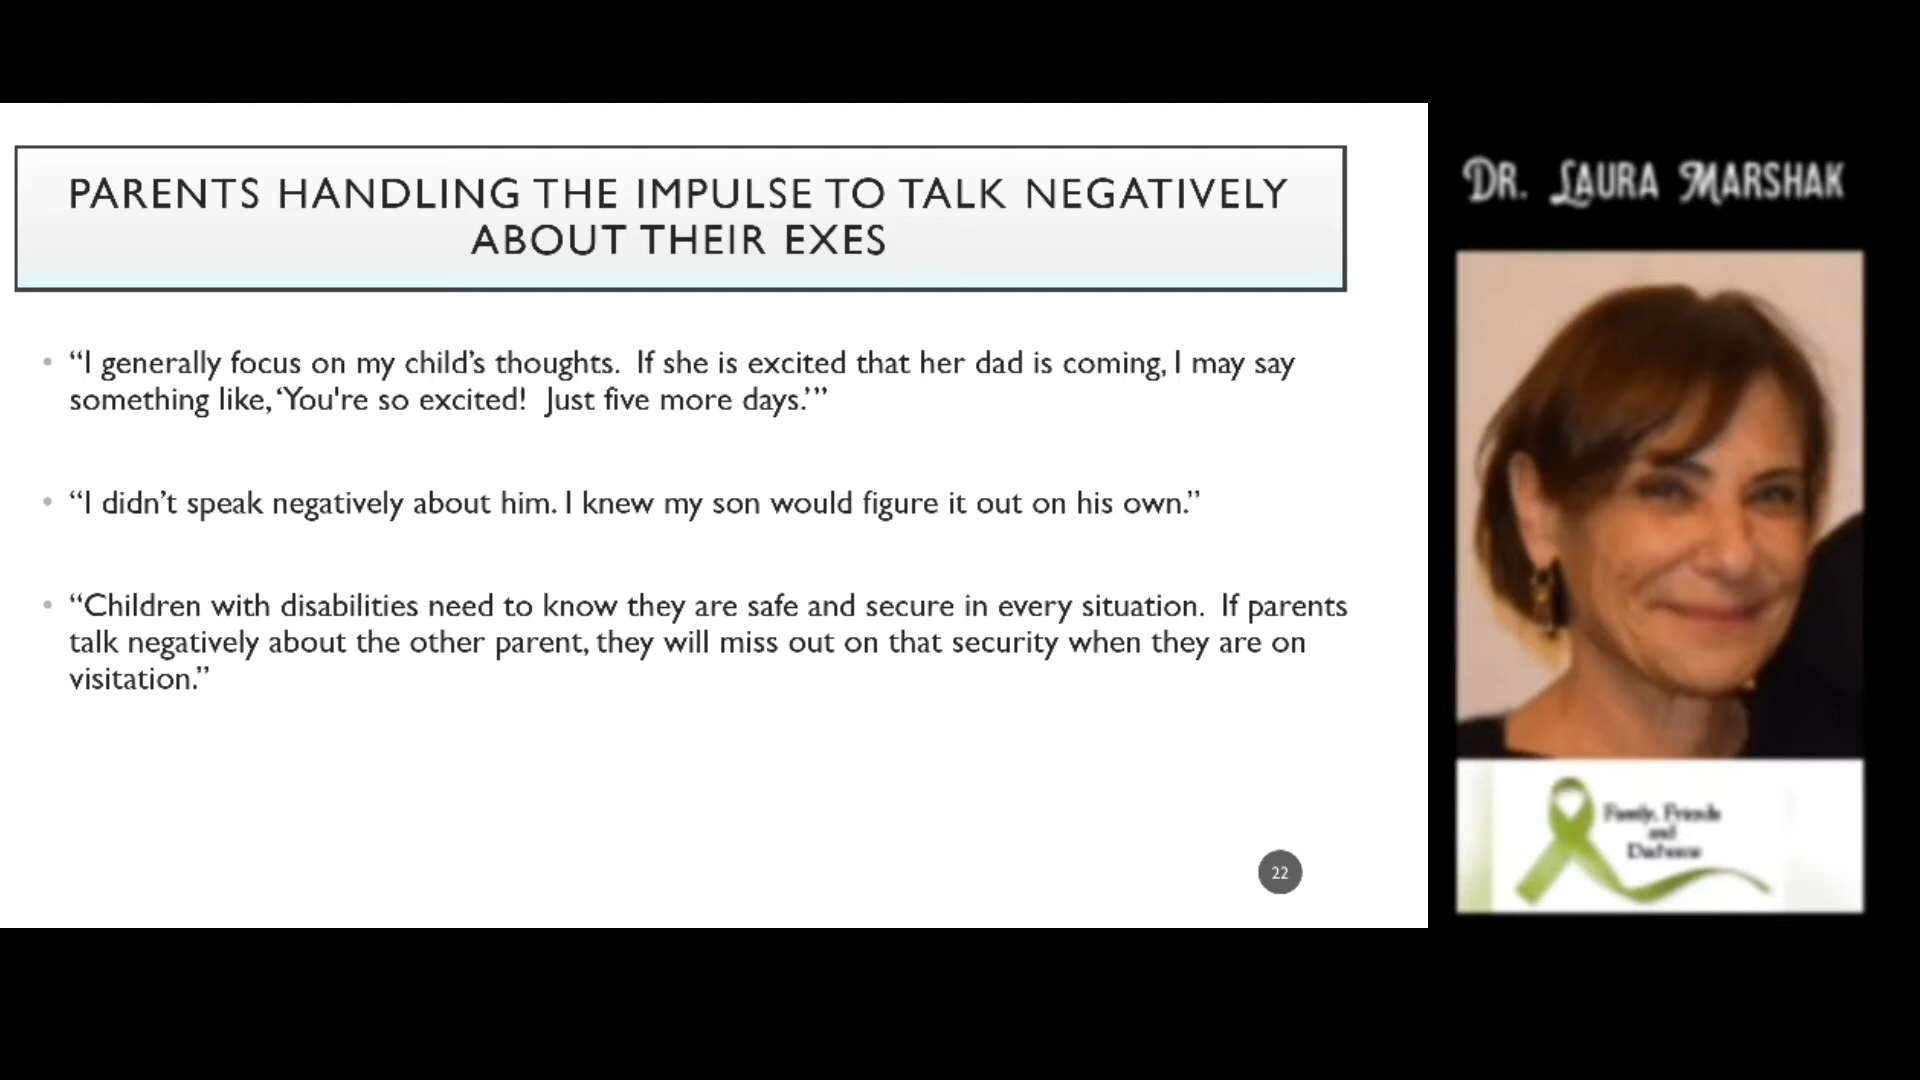 PARENTS HANDLING THE IMPULSE TO TALK NEGATIVELY
ABOUT THEIR EXES
• “I generally focus on my child’s thoughts.  If she is excited that her dad is coming, I may say
something like, ‘You're so excited!  Just five more days.’”
• “I didn’t speak negatively about him. I knew my son would figure it out on his own.”
• “Children with disabilities need to know they are safe and secure in every situation.  If parents
talk negatively about the other parent, they will miss out on that security when they are on
visitation.”
22
DR. LAURA MARSHAK
Family, Friends
and
Duchenne